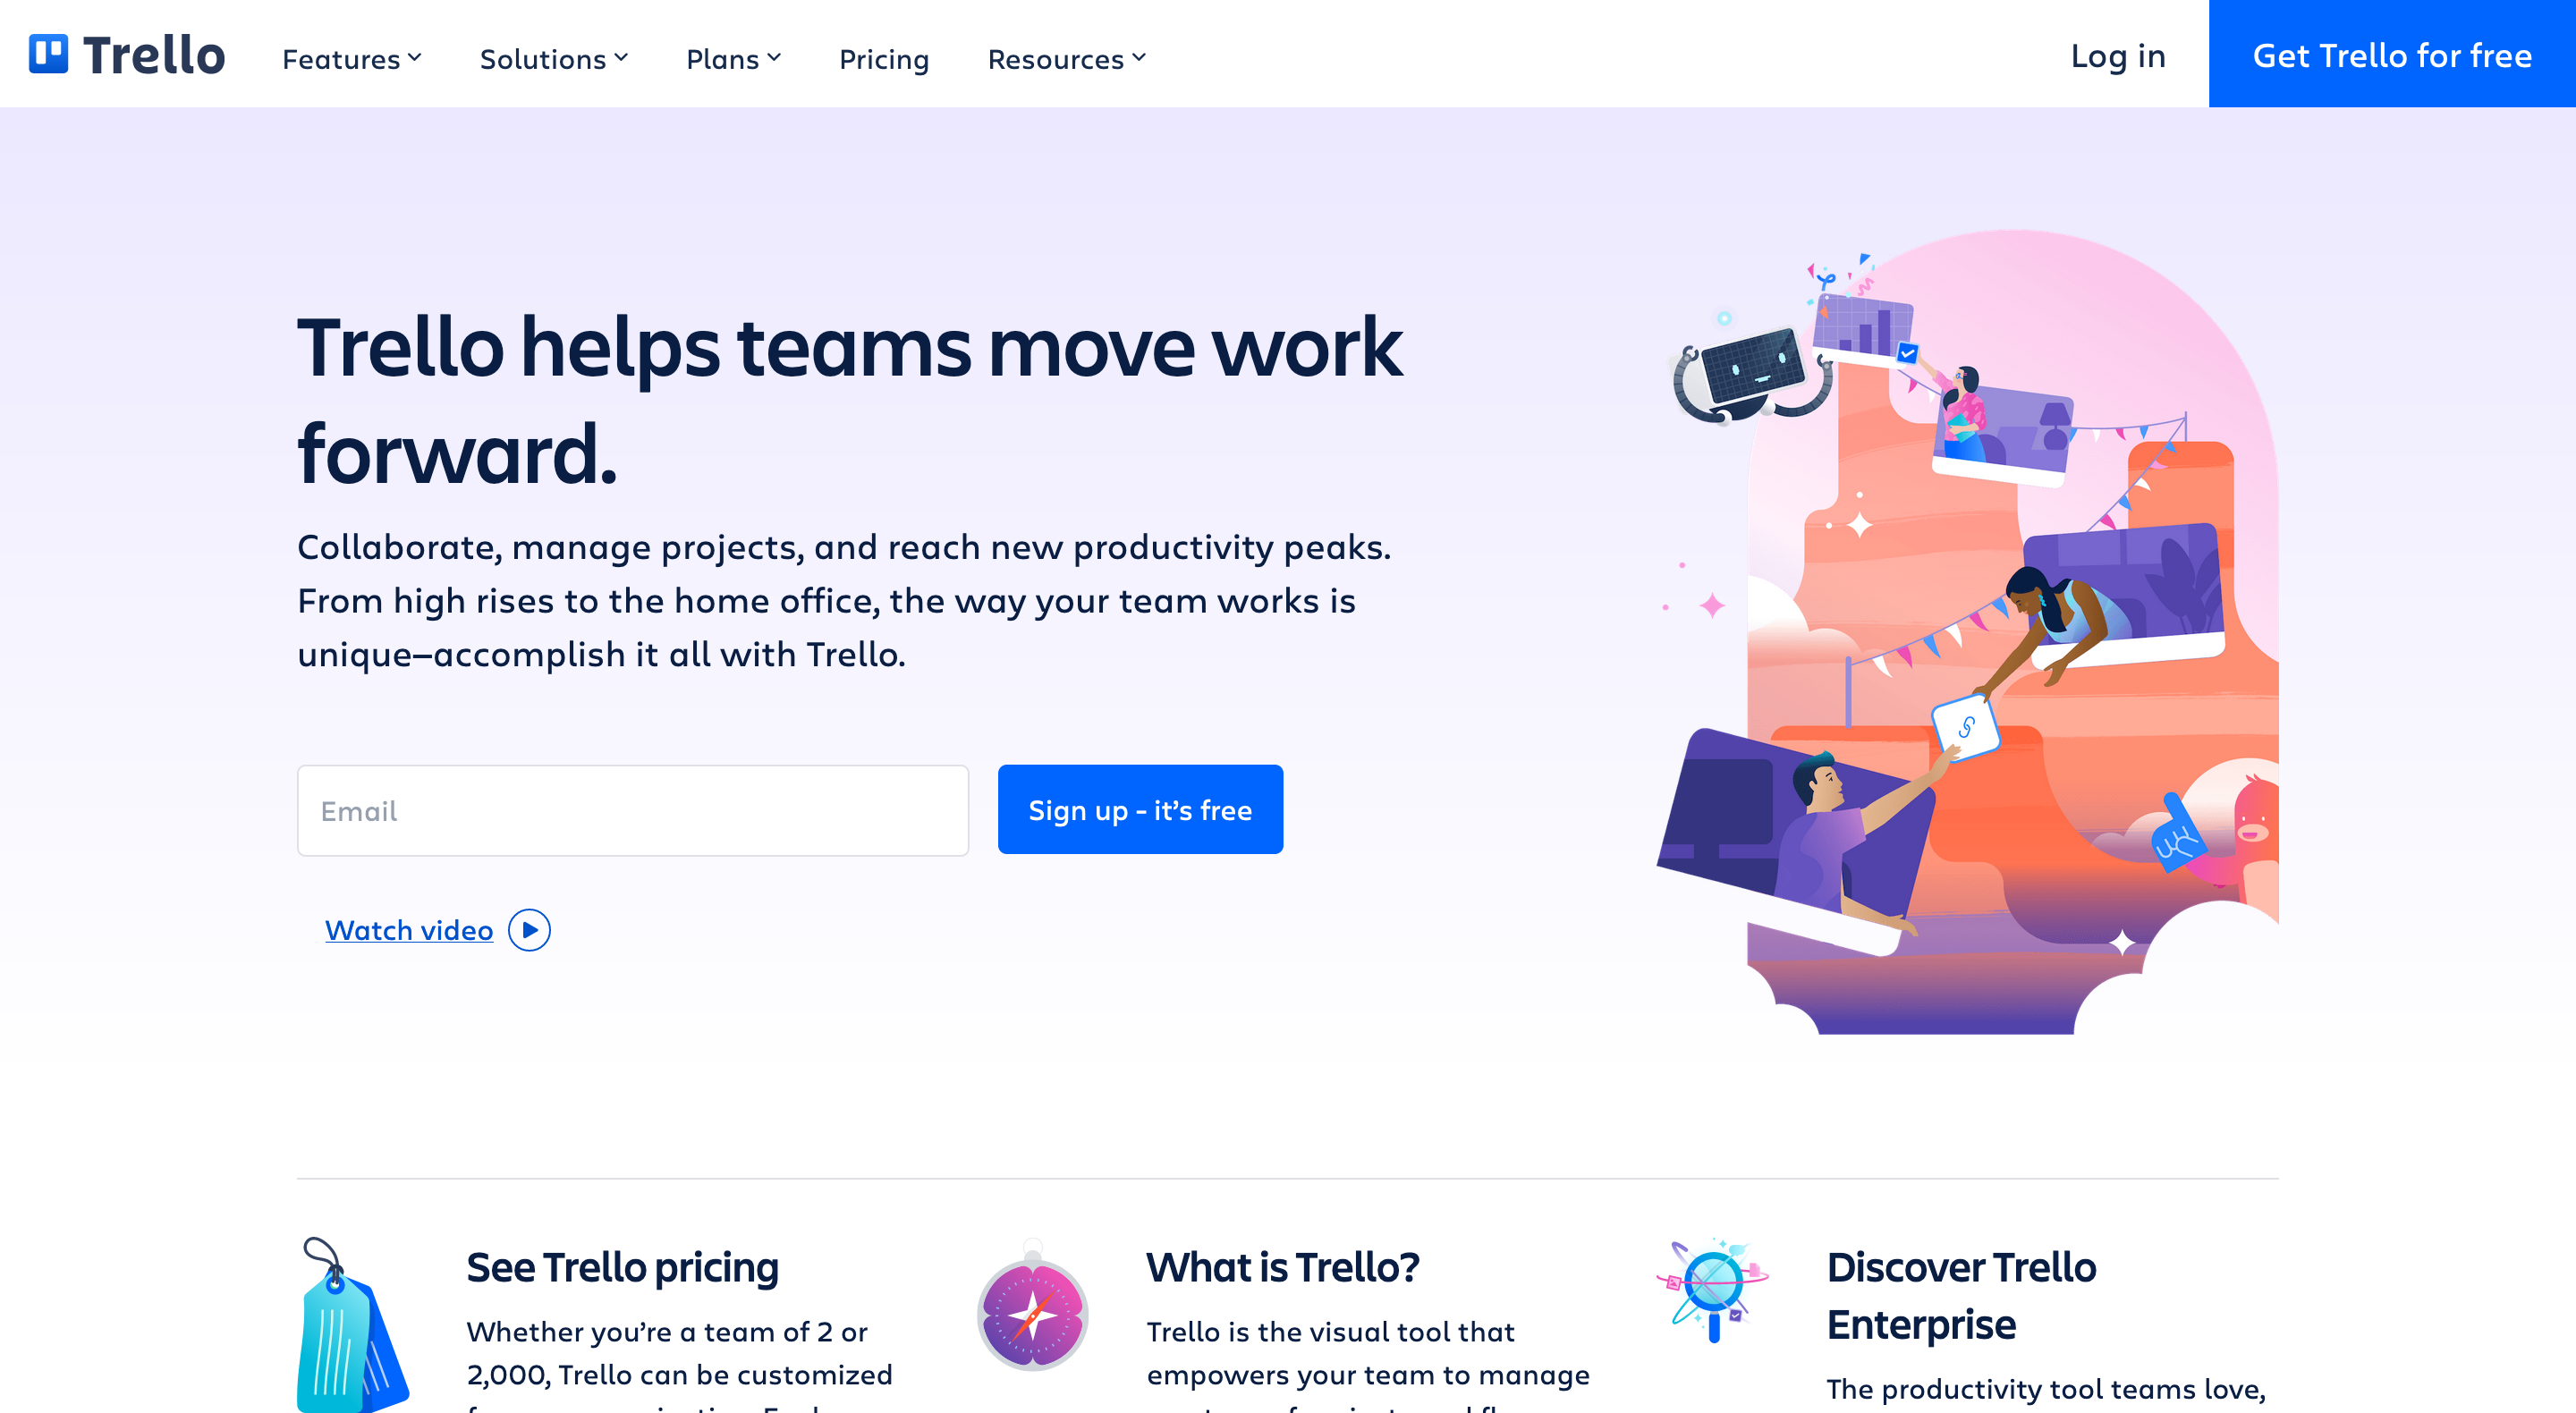 Trello
Features
Solutions
Plans
Pricing
Resources
Log in
Get Trello for free
Trello helps teams move work
forward.
Collaborate, manage projects, and reach new productivity peaks.
From high rises to the home office, the way your team works is
unique—accomplish it all with Trello.
Email
Sign up - it’s free
Watch video
See Trello pricing
Whether you’re a team of 2 or
2,000, Trello can be customized
What is Trello?
Trello is the visual tool that
empowers your team to manage
Discover Trello
Enterprise
The productivity tool teams love,